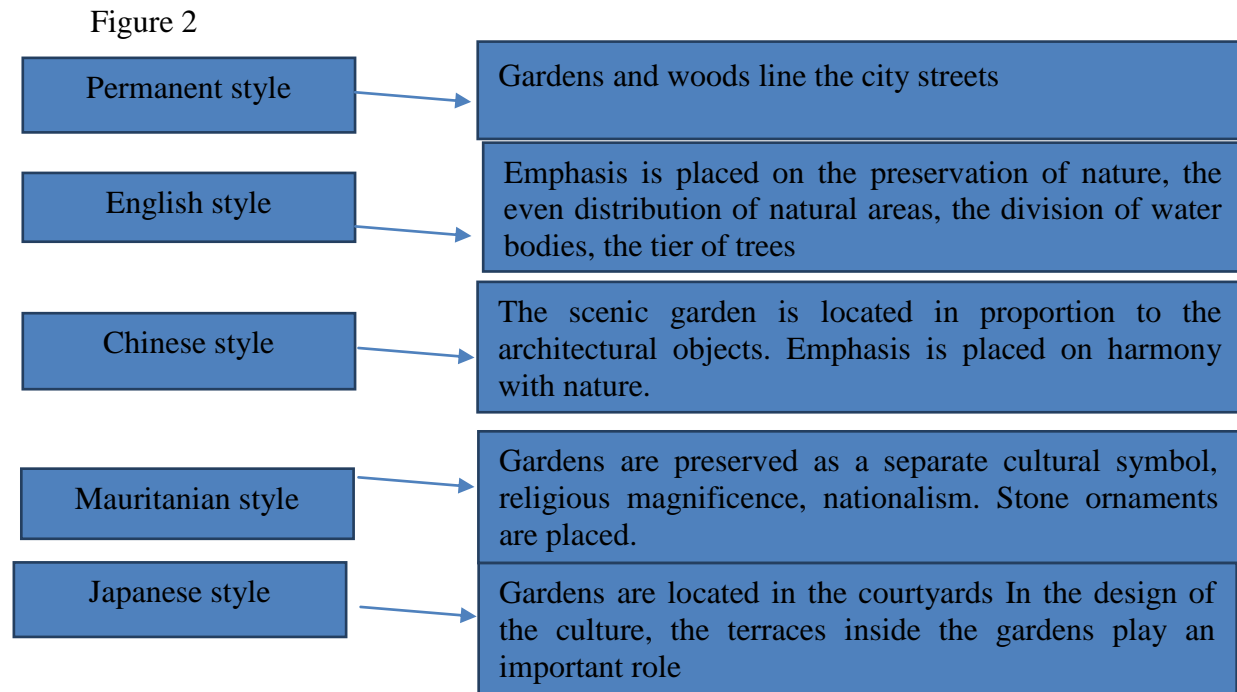 Figure 2
Permanent style
Gardens and woods line the city streets
English style
Emphasis is placed on the preservation of nature, the
even distribution of natural areas, the division of water
bodies, the tier of trees
Chinese style
The scenic garden is located in proportion to the
architectural objects. Emphasis is placed on harmony
with nature.
Mauritanian style
Gardens are preserved as a separate cultural symbol,
religious magnificence, nationalism. Stone ornaments
are placed.
Japanese style
Gardens are located in the courtyards In the design of
the culture, the terraces inside the gardens play an
important role